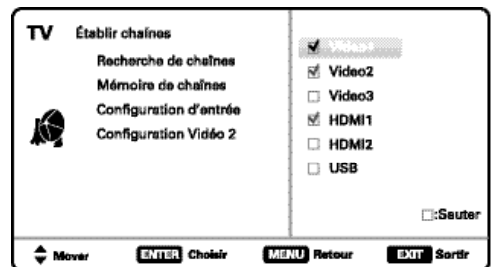 TV
Établir chaînes
Recherche de chaînes
Mémoire de chaînes
Configuration d'entrée
Configuration Vidéo 2
Video1
Video2
Video3
HDMI1
HDMI2
USB
:Sauter
Mover ENTER Choisir MENU Retour EXIT Sortir